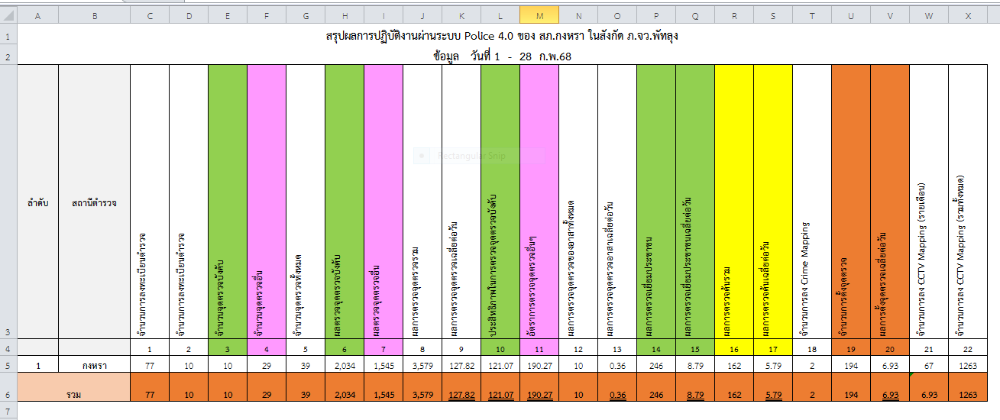 A B C D E F G H I J K L M N O P Q R S T U V W X
1 สรุปผลการปฏิบัติงานผ่านระบบ Police 4.0 ของ สภ.กงหรา ในสังกัด ภ.จว.พัทลุง
2 ข้อมูล วันที่ 1 - 28 ก.พ.68
Rectangular Snip
3
ลำดับ
สถานีตำรวจ
จำนวนการลงทะเบียนตำรวจ
จำนวนการลงทะเบียนตำรวจ
จำนวนจุดตรวจบังคับ
จำนวนจุดตรวจอื่น
จำนวนจุดตรวจทั้งหมด
ผลตรวจจุดตรวจบังคับ
ผลตรวจจุดตรวจอื่น
ผลการตรวจจุดตรวจรวม
ผลการตรวจจุดตรวจเฉลี่ยต่อวัน
ประสิทธิภาพในการตรวจจุดตรวจบังคับ
อัตราการตรวจจุดตรวจอื่นๆ
จำนวนจุดตรวจของอาสาทั้งหมด
ผลการตรวจจุดตรวจอาสาเฉลี่ยต่อวัน
ผลการตรวจเยี่ยมประชาชน
ผลการตรวจเยี่ยมประชาชนเฉลี่ยต่อวัน
ผลการตรวจค้นรวม
ผลการตรวจค้นเฉลี่ยต่อวัน
จำนวนการลง Crime Mapping
จำนวนการตั้งจุดตรวจ
ผลการตั้งจุดตรวจเฉลี่ยต่อวัน
จำนวนการลง CCTV Mapping (รายเดือน)
จำนวนการลง CCTV Mapping (รวมทั้งหมด)
4 1 2 3 4 5 6 7 8 9 10 11 12 13 14 15 16 17 18 19 20 21 22
5 1 กงหรา 77 10 10 29 39 2,034 1,545 3,579 127.82 121.07 190.27 10 0.36 246 8.79 162 5.79 2 194 6.93 67 1263
6 รวม 77 10 10 29 39 2,034 1,545 3,579 127.82 121.07 190.27 10 0.36 246 8.79 162 5.79 2 194 6.93 6.93 1263
7